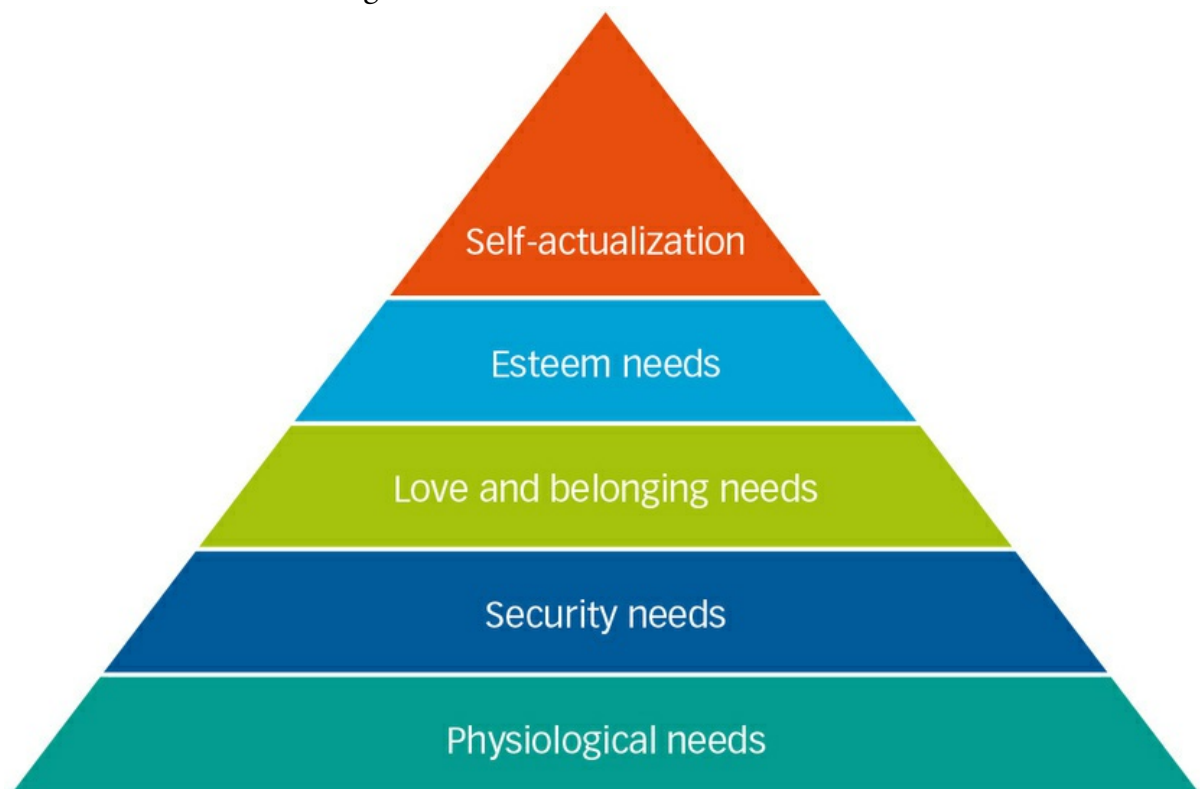 Self-actualization
Esteem needs
Love and belonging needs
Security needs
Physiological needs